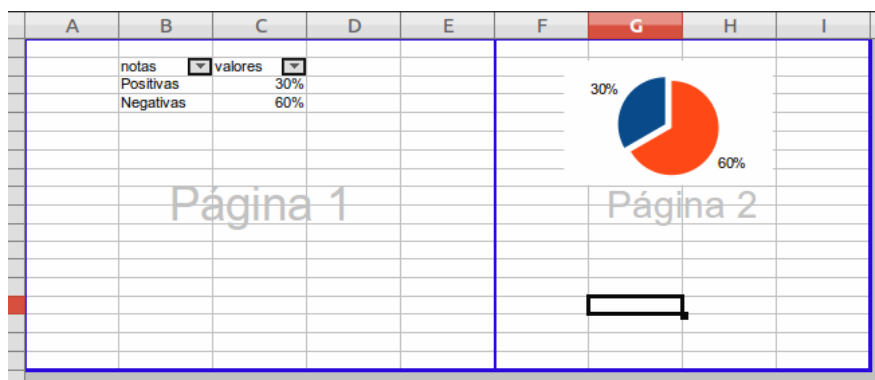 A B C D E F G H I
notas valores
Positivas 30%
Negativas 60%
30%
60%
Página 1 Página 2